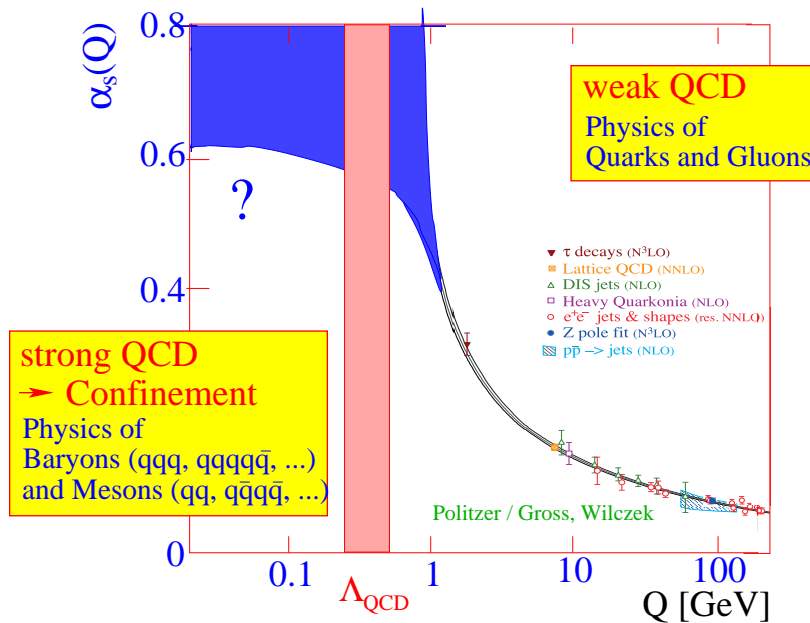 0.8
αs(Q)
0.6
0.4
0
?
weak QCD
Physics of
Quarks and Gluons
τ decays (N³LO)
Lattice QCD (NNLO)
DIS jets (NLO)
Heavy Quarkonia (NLO)
e⁺e⁻ jets & shapes (res. NNLO)
Z pole fit (N³LO)
pp̄ –> jets (NLO)
strong QCD
→ Confinement
Physics of
Baryons (qqq, qqqqq̄, ...)
and Mesons (qq, qq̄qq̄, ...)
Politzer / Gross, Wilczek
0.1
1
10
100
ΛQCD
Q [GeV]